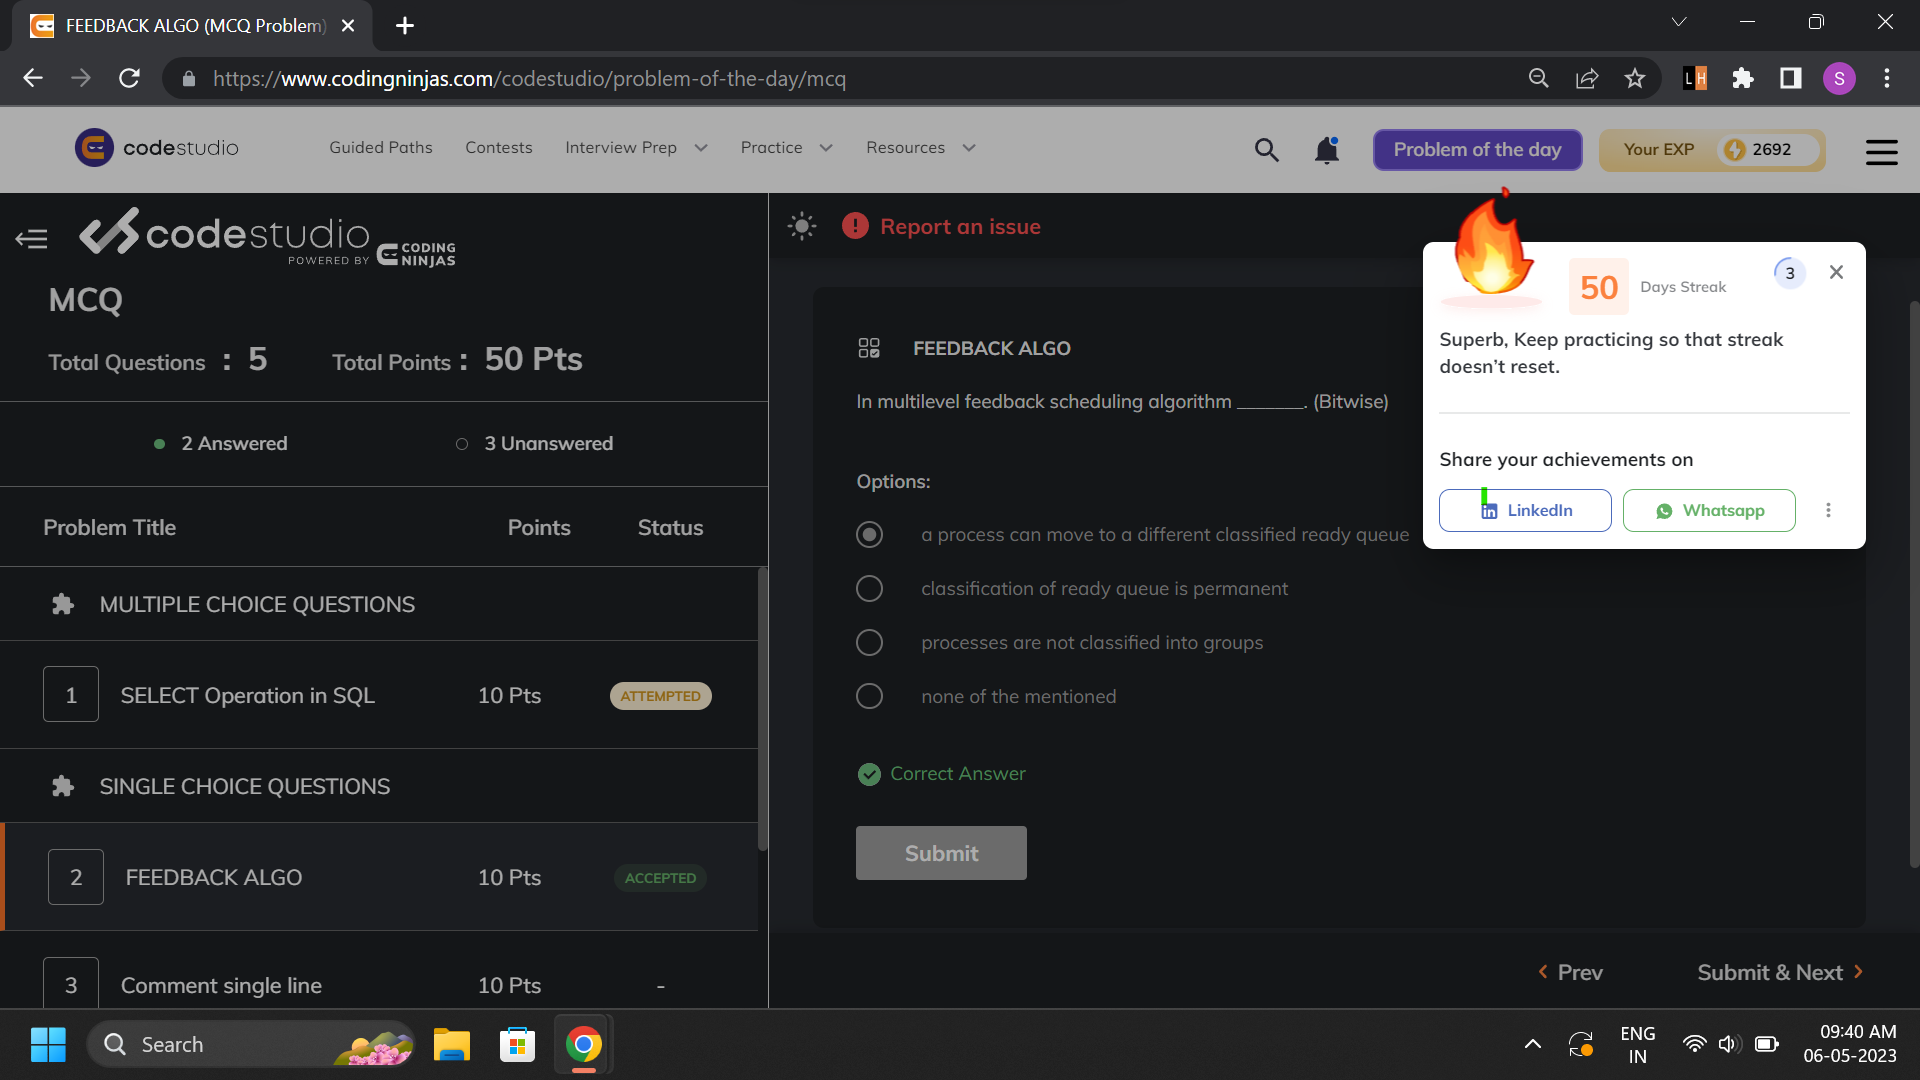 FEEDBACK ALGO (MCQ Problem)
https://www.codingninjas.com/codestudio/problem-of-the-day/mcq
LH
S
codestudio
Guided Paths
Contests
Interview Prep
Practice
Resources
Problem of the day
Your EXP
2692
codestudio
POWERED BY CODING NINJAS
Report an issue
MCQ
Total Questions : 5
Total Points : 50 Pts
2 Answered
3 Unanswered
Problem Title
Points
Status
MULTIPLE CHOICE QUESTIONS
1
SELECT Operation in SQL
10 Pts
ATTEMPTED
SINGLE CHOICE QUESTIONS
2
FEEDBACK ALGO
10 Pts
ACCEPTED
3
Comment single line
10 Pts
-
FEEDBACK ALGO
In multilevel feedback scheduling algorithm _______. (Bitwise)
Options:
a process can move to a different classified ready queue
classification of ready queue is permanent
processes are not classified into groups
none of the mentioned
Correct Answer
Submit
Prev
Submit & Next
50
Days Streak
3
Superb, Keep practicing so that streak
doesn't reset.
Share your achievements on
LinkedIn
Whatsapp
Search
ENG
IN
09:40 AM
06-05-2023